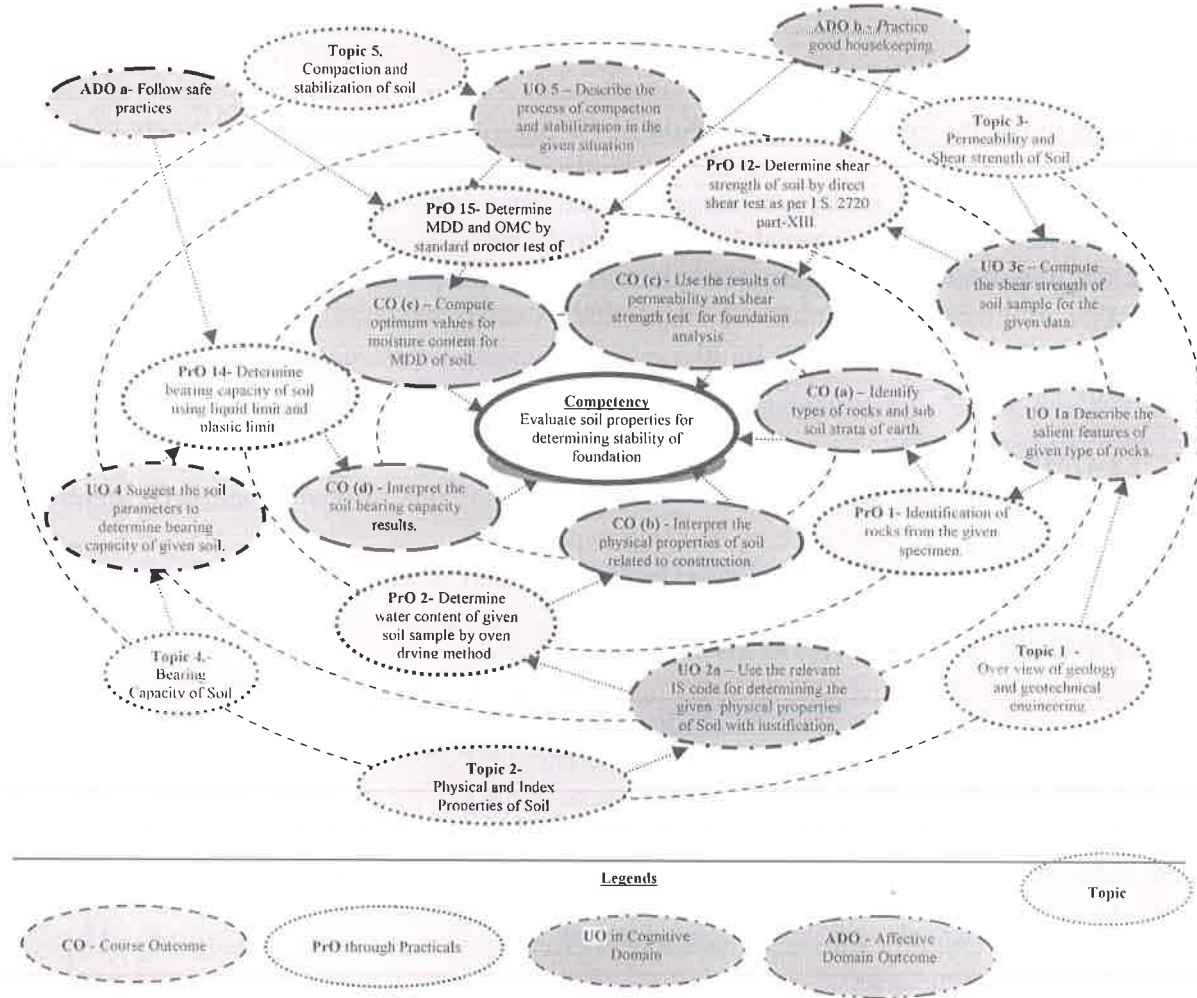 ADO b - Practice
good housekeeping
Topic 5.
Compaction and
stabilization of soil
ADO a- Follow safe
practices
UO 5 – Describe the
process of compaction
and stabilization in the
given situation
Topic 3-
Permeability and
Shear strength of Soil
PrO 12- Determine shear
strength of soil by direct
shear test as per I S. 2720
part-XIII.
PrO 15- Determine
MDD and OMC by
standard proctor test of
UO 3c – Compute
the shear strength of
soil sample for the
given data.
CO (c) - Use the results of
permeability and shear
strength test for foundation
analysis
CO (e) – Compute
optimum values for
moisture content for
MDD of soil.
PrO 14- Determine
bearing capacity of soil
using liquid limit and
plastic limit
Competency
Evaluate soil properties for
determining stability of
foundation
CO (a) – Identify
types of rocks and sub
soil strata of earth.
UO 1a Describe the
salient features of
given type of rocks.
UO 4 Suggest the soil
parameters to
determine bearing
capacity of given soil.
CO (d) - Interpret the
soil bearing capacity
results.
CO (b) - Interpret the
physical properties of soil
related to construction.
PrO 1- Identification of
rocks from the given
specimen.
PrO 2- Determine
water content of given
soil sample by oven
drying method
Topic 4.-
Bearing
Capacity of Soil
UO 2a – Use the relevant
IS code for determining the
given physical properties
of Soil with justification.
Topic 1 -
Over view of geology
and geotechnical
engineering
Topic 2-
Physical and Index
Properties of Soil
Legends
Topic
CO - Course Outcome
PrO through Practicals
UO in Cognitive
Domain
ADO - Affective
Domain Outcome